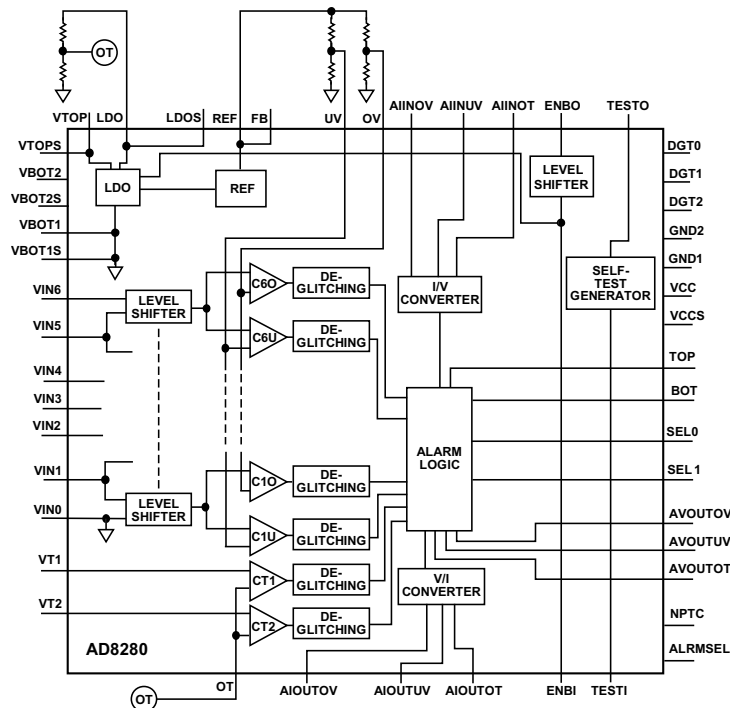 OT
VTOP LDO LDOS REF FB UV OV AIINOV AIINUV AIINOT ENBO TESTO
VTOPS
VBOT2
VBOT2S
VBOT1
VBOT1S
VIN6
VIN5
VIN4
VIN3
VIN2
VIN1
VIN0
VT1
VT2
LDO
REF
LEVEL
SHIFTER
LEVEL
SHIFTER
LEVEL
SHIFTER
C6O
DE-
GLITCHING
C6U
DE-
GLITCHING
C1O
DE-
GLITCHING
C1U
DE-
GLITCHING
CT1
DE-
GLITCHING
CT2
DE-
GLITCHING
I/V
CONVERTER
ALARM
LOGIC
V/I
CONVERTER
SELF-
TEST
GENERATOR
DGT0
DGT1
DGT2
GND2
GND1
VCC
VCCS
TOP
BOT
SEL0
SEL1
AVOUTOV
AVOUTUV
AVOUTOT
NPTC
ALRMSEL
AD8280
OT
OT AIOUTOV AIOUTUV AIOUTOT ENBI TESTI